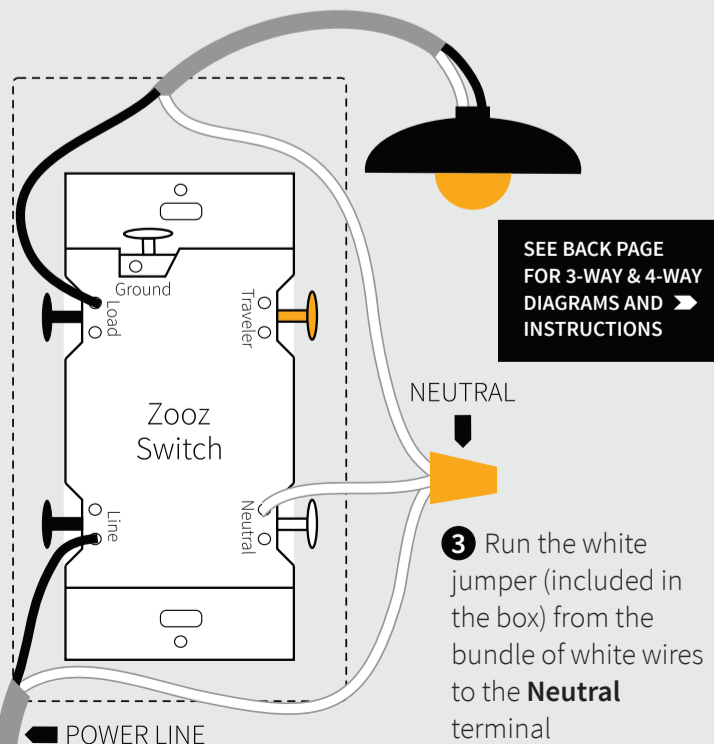 SEE BACK PAGE
FOR 3-WAY & 4-WAY
DIAGRAMS AND
INSTRUCTIONS
Ground
Load
Traveler
Zooz
Switch
NEUTRAL
Line
Neutral
3 Run the white
jumper (included in
the box) from the
bundle of white wires
to the Neutral
terminal
POWER LINE